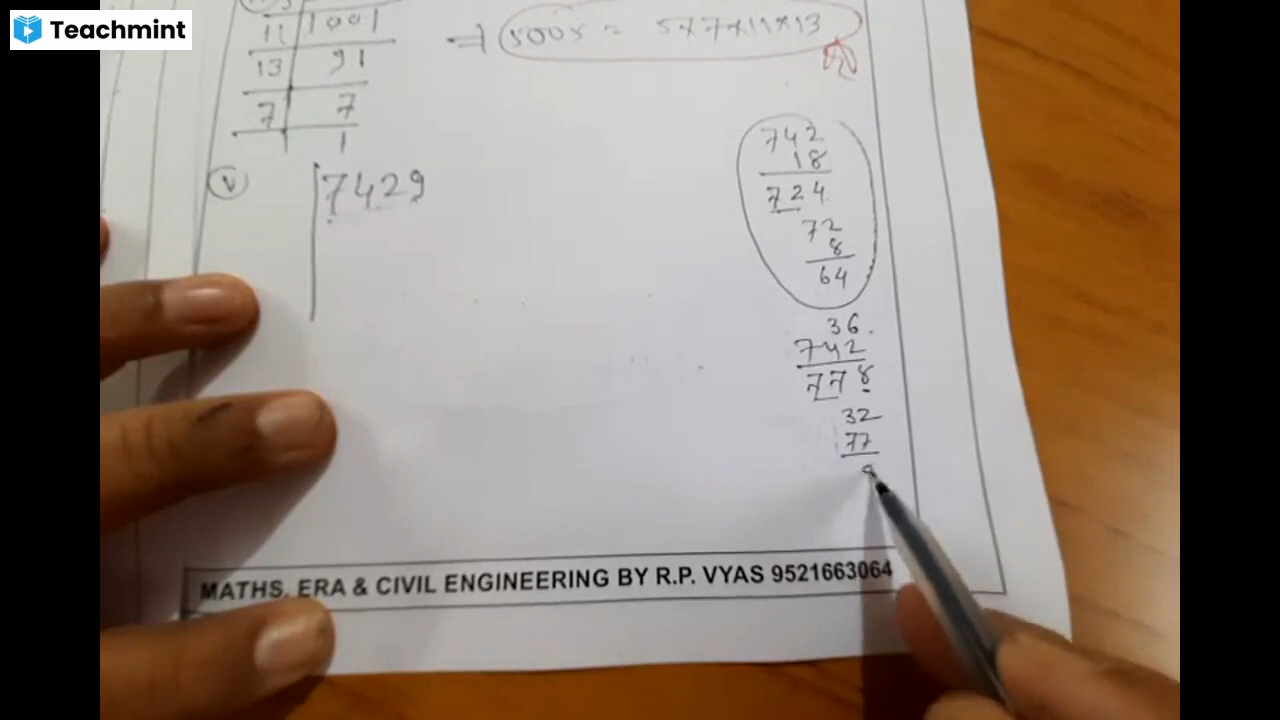 Teachmint
11 | 1001
13 | 91
7 | 7
1
⇒ 5005 = 5×7×11×13
(V) 7429
742
18
724
72
8
64
36.
742
778
32
77
9
MATHS, ERA & CIVIL ENGINEERING BY R.P. VYAS 9521663064